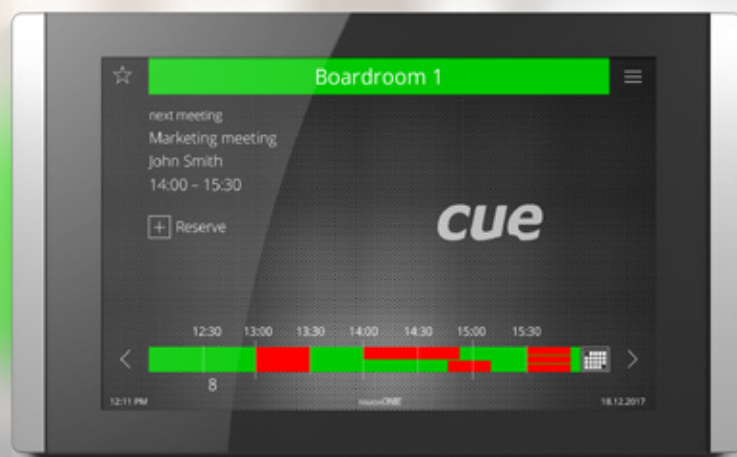 Boardroom 1
next meeting
Marketing meeting
John Smith
14:00 – 15:30
Reserve
cue
12:30 13:00 13:30 14:00 14:30 15:00 15:30
8
12:11 PM 18.12.2017